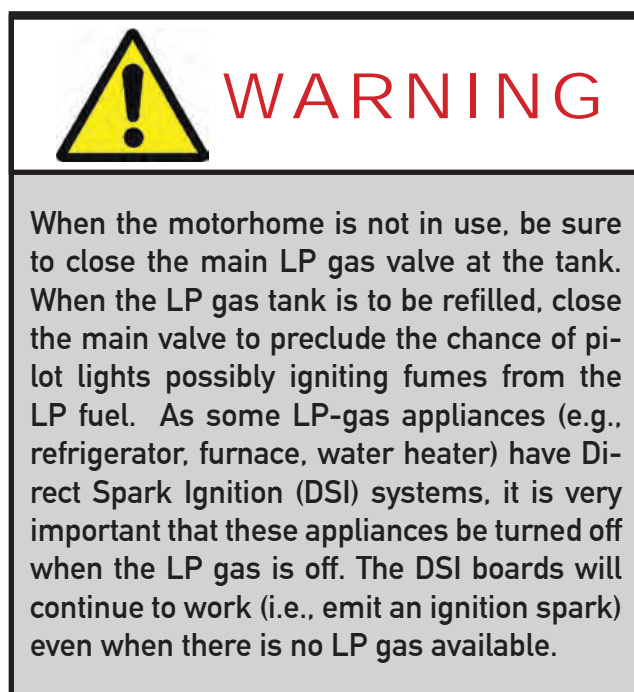 WARNING
When the motorhome is not in use, be sure
to close the main LP gas valve at the tank.
When the LP gas tank is to be refilled, close
the main valve to preclude the chance of pi-
lot lights possibly igniting fumes from the
LP fuel.  As some LP-gas appliances (e.g.,
refrigerator, furnace, water heater) have Di-
rect Spark Ignition (DSI) systems, it is very
important that these appliances be turned off
when the LP gas is off. The DSI boards will
continue to work (i.e., emit an ignition spark)
even when there is no LP gas available.